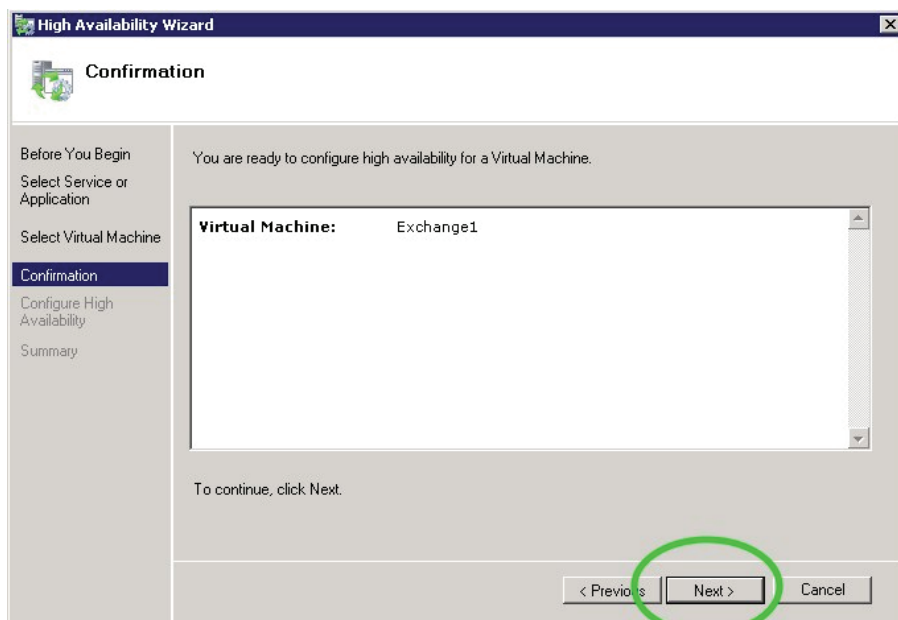 High Availability Wizard
Confirmation
Before You Begin
Select Service or
Application
Select Virtual Machine
Confirmation
Configure High
Availability
Summary
You are ready to configure high availability for a Virtual Machine.
Virtual Machine: Exchange1
To continue, click Next.
< Previous
Next >
Cancel